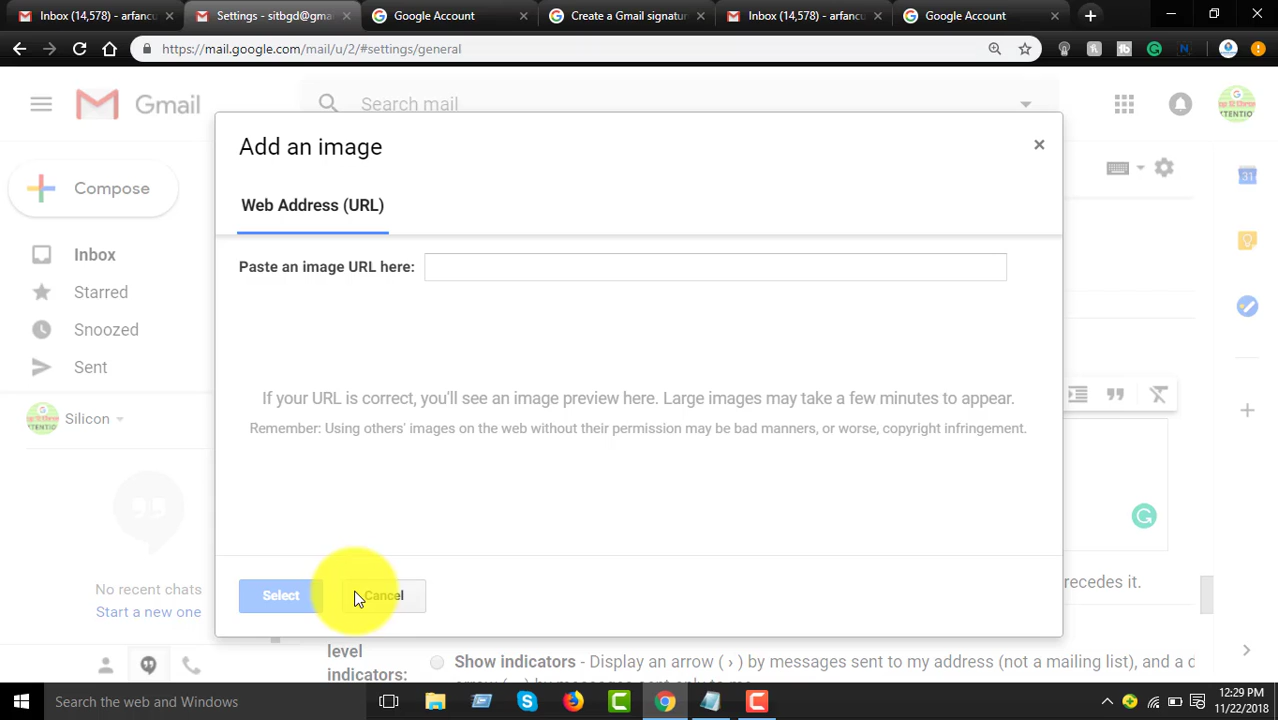 Inbox (14,578) - arfancu
Settings - sitbgd@gma
Google Account
Create a Gmail signatur
Inbox (14,578) - arfancu
Google Account
https://mail.google.com/mail/u/2/#settings/general
Gmail
Search mail
Add an image
Compose
Web Address (URL)
31
Inbox
Paste an image URL here:
Starred
Snoozed
Sent
If your URL is correct, you'll see an image preview here. Large images may take a few minutes to appear.
Silicon
Remember: Using others' images on the web without their permission may be bad manners, or worse, copyright infringement.
No recent chats
Select
Cancel
recedes it.
Start a new one
level
indicators:
Show indicators - Display an arrow ( › ) by messages sent to my address (not a mailing list), and a d
Search the web and Windows
12:29 PM
11/22/2018